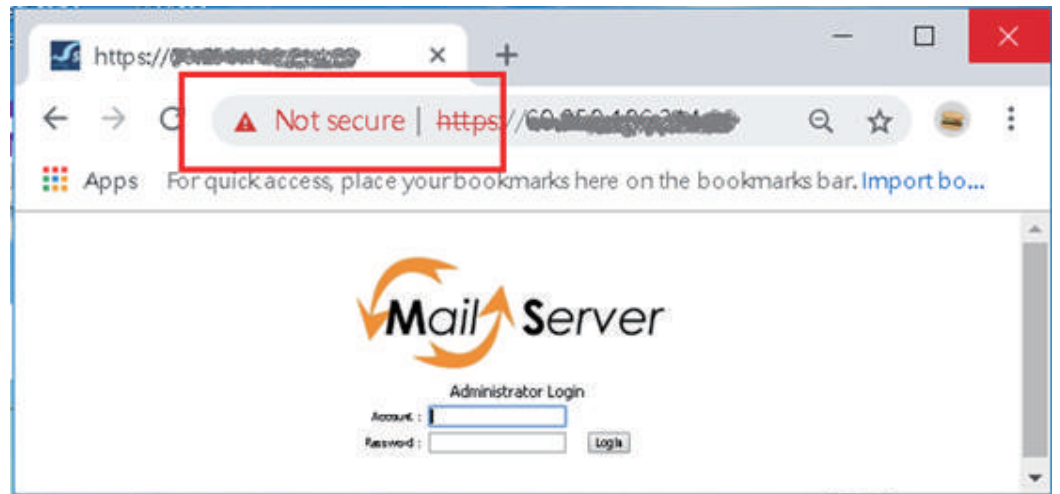 https://
Not secure | https://
Apps For quick access, place your bookmarks here on the bookmarks bar. Import bo...
Mail Server
Administrator Login
Account :
Password :
Login